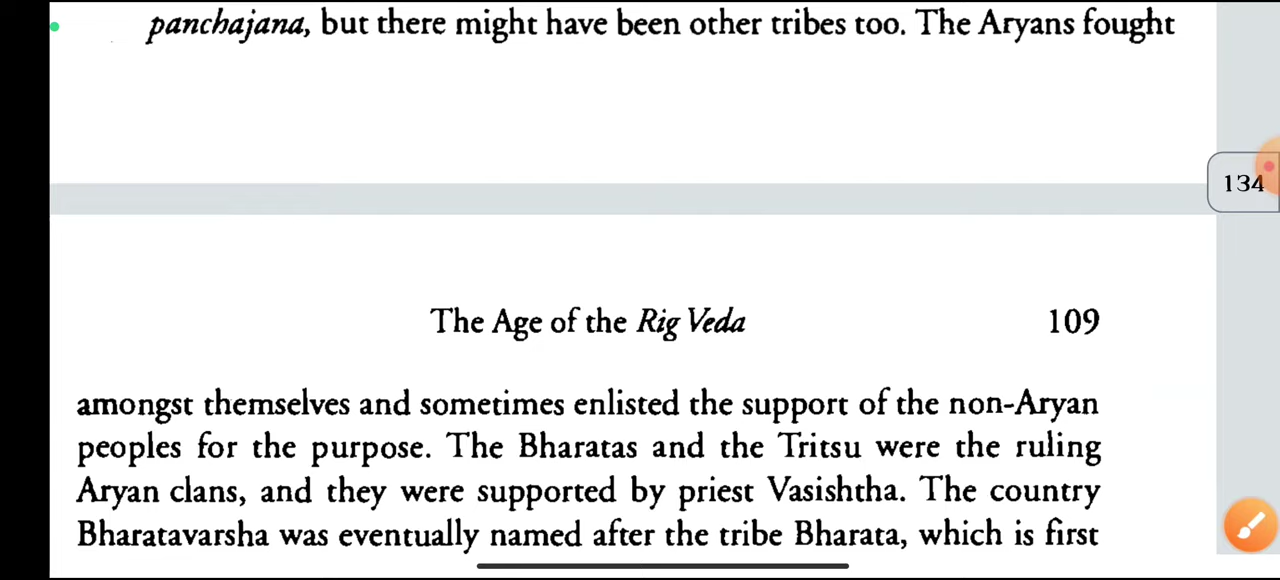 panchajana, but there might have been other tribes too. The Aryans fought
134
The Age of the Rig Veda 109
amongst themselves and sometimes enlisted the support of the non-Aryan
peoples for the purpose. The Bharatas and the Tritsu were the ruling
Aryan clans, and they were supported by priest Vasishtha. The country
Bharatavarsha was eventually named after the tribe Bharata, which is first